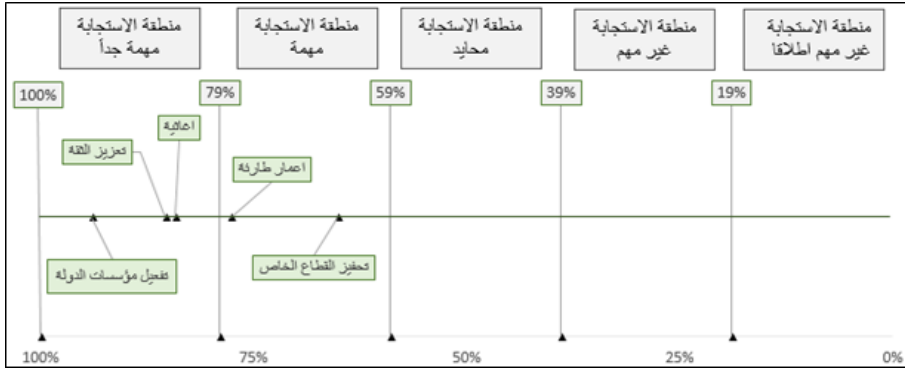 منطقة الاستجابة
مهمة جداً
منطقة الاستجابة
مهمة
منطقة الاستجابة
محايد
منطقة الاستجابة
غير مهم
منطقة الاستجابة
غير مهم اطلاقا
100%
79%
59%
39%
19%
اغاثية
تعزيز الثقة
اعمار طارئة
تحفيز القطاع الخاص
تفعيل مؤسسات الدولة
100%
75%
50%
25%
0%